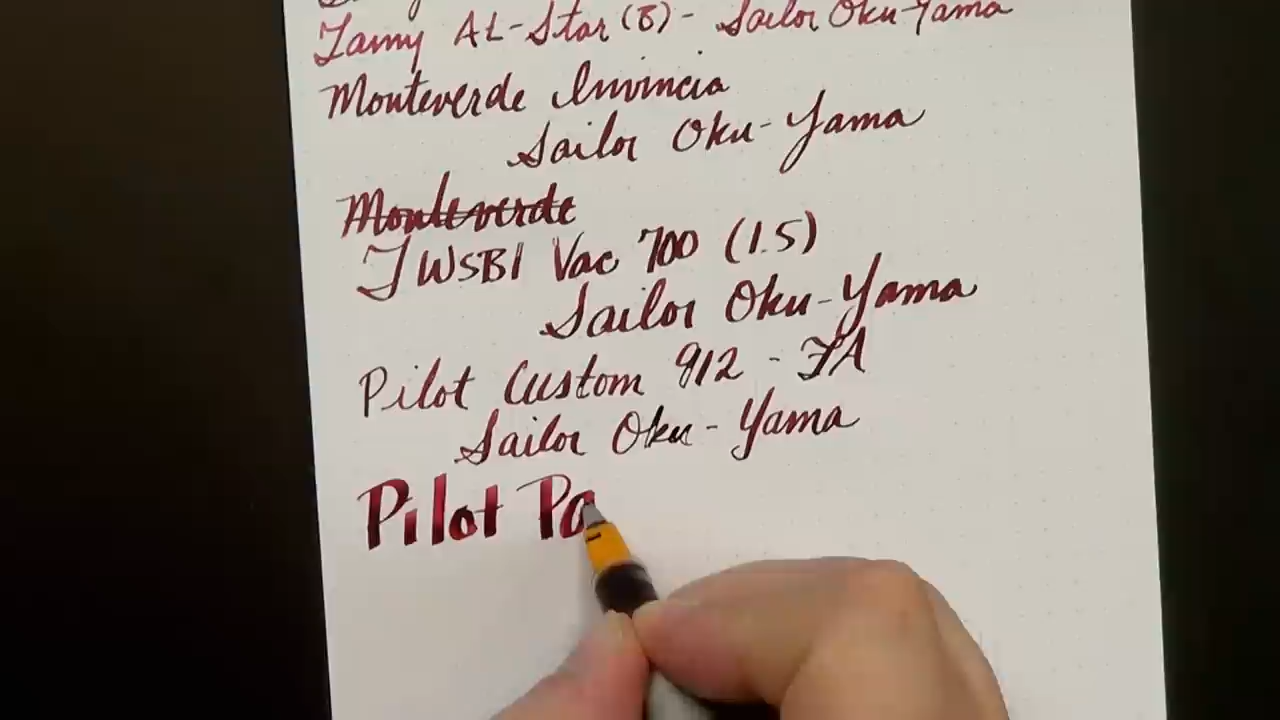 Lamy AL-Star (B) - Sailor Oku-Yama
Monteverde Invincia
Sailor Oku-Yama
Monteverde
TWSBI Vac 700 (1.5)
Sailor Oku-Yama
Pilot Custom 912 - FA
Sailor Oku-Yama
Pilot Pa